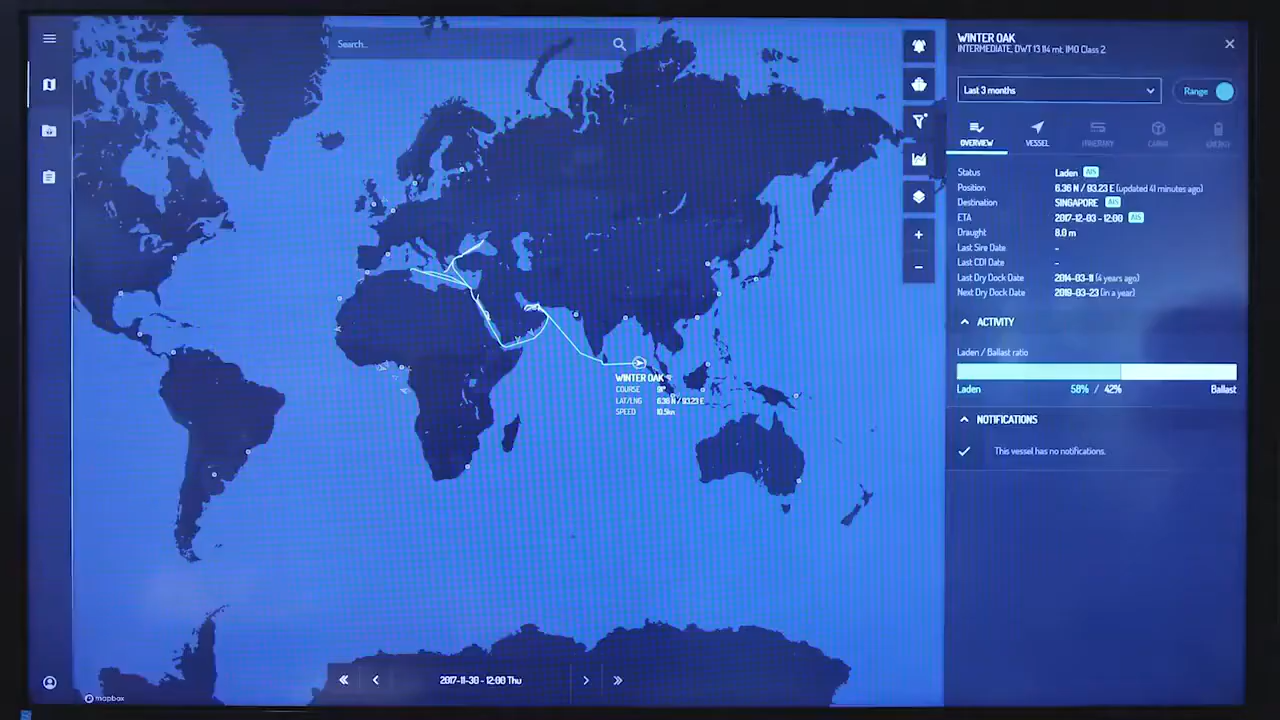 Search...
WINTER OAK
INTERMEDIATE, DWT 13 114 mt, IMO Class 2
Last 3 months
Range
OVERVIEW
VESSEL
ITINERARY
CARGO
ENERGY
Status Laden AIS
Position 6.36 N / 93.23 E (updated 41 minutes ago)
Destination SINGAPORE AIS
ETA 2017-12-03 - 12:00 AIS
Draught 8.0 m
Last Sire Date -
Last CDI Date -
Last Dry Dock Date 2014-03-11 (4 years ago)
Next Dry Dock Date 2019-03-23 (in a year)
ACTIVITY
Laden / Ballast ratio
Laden 58% / 42% Ballast
NOTIFICATIONS
This vessel has no notifications.
WINTER OAK
COURSE
LAT/LNG 6.36 N / 93.23 E
SPEED 10.5kn
2017-11-30 - 12:00 Thu
mapbox